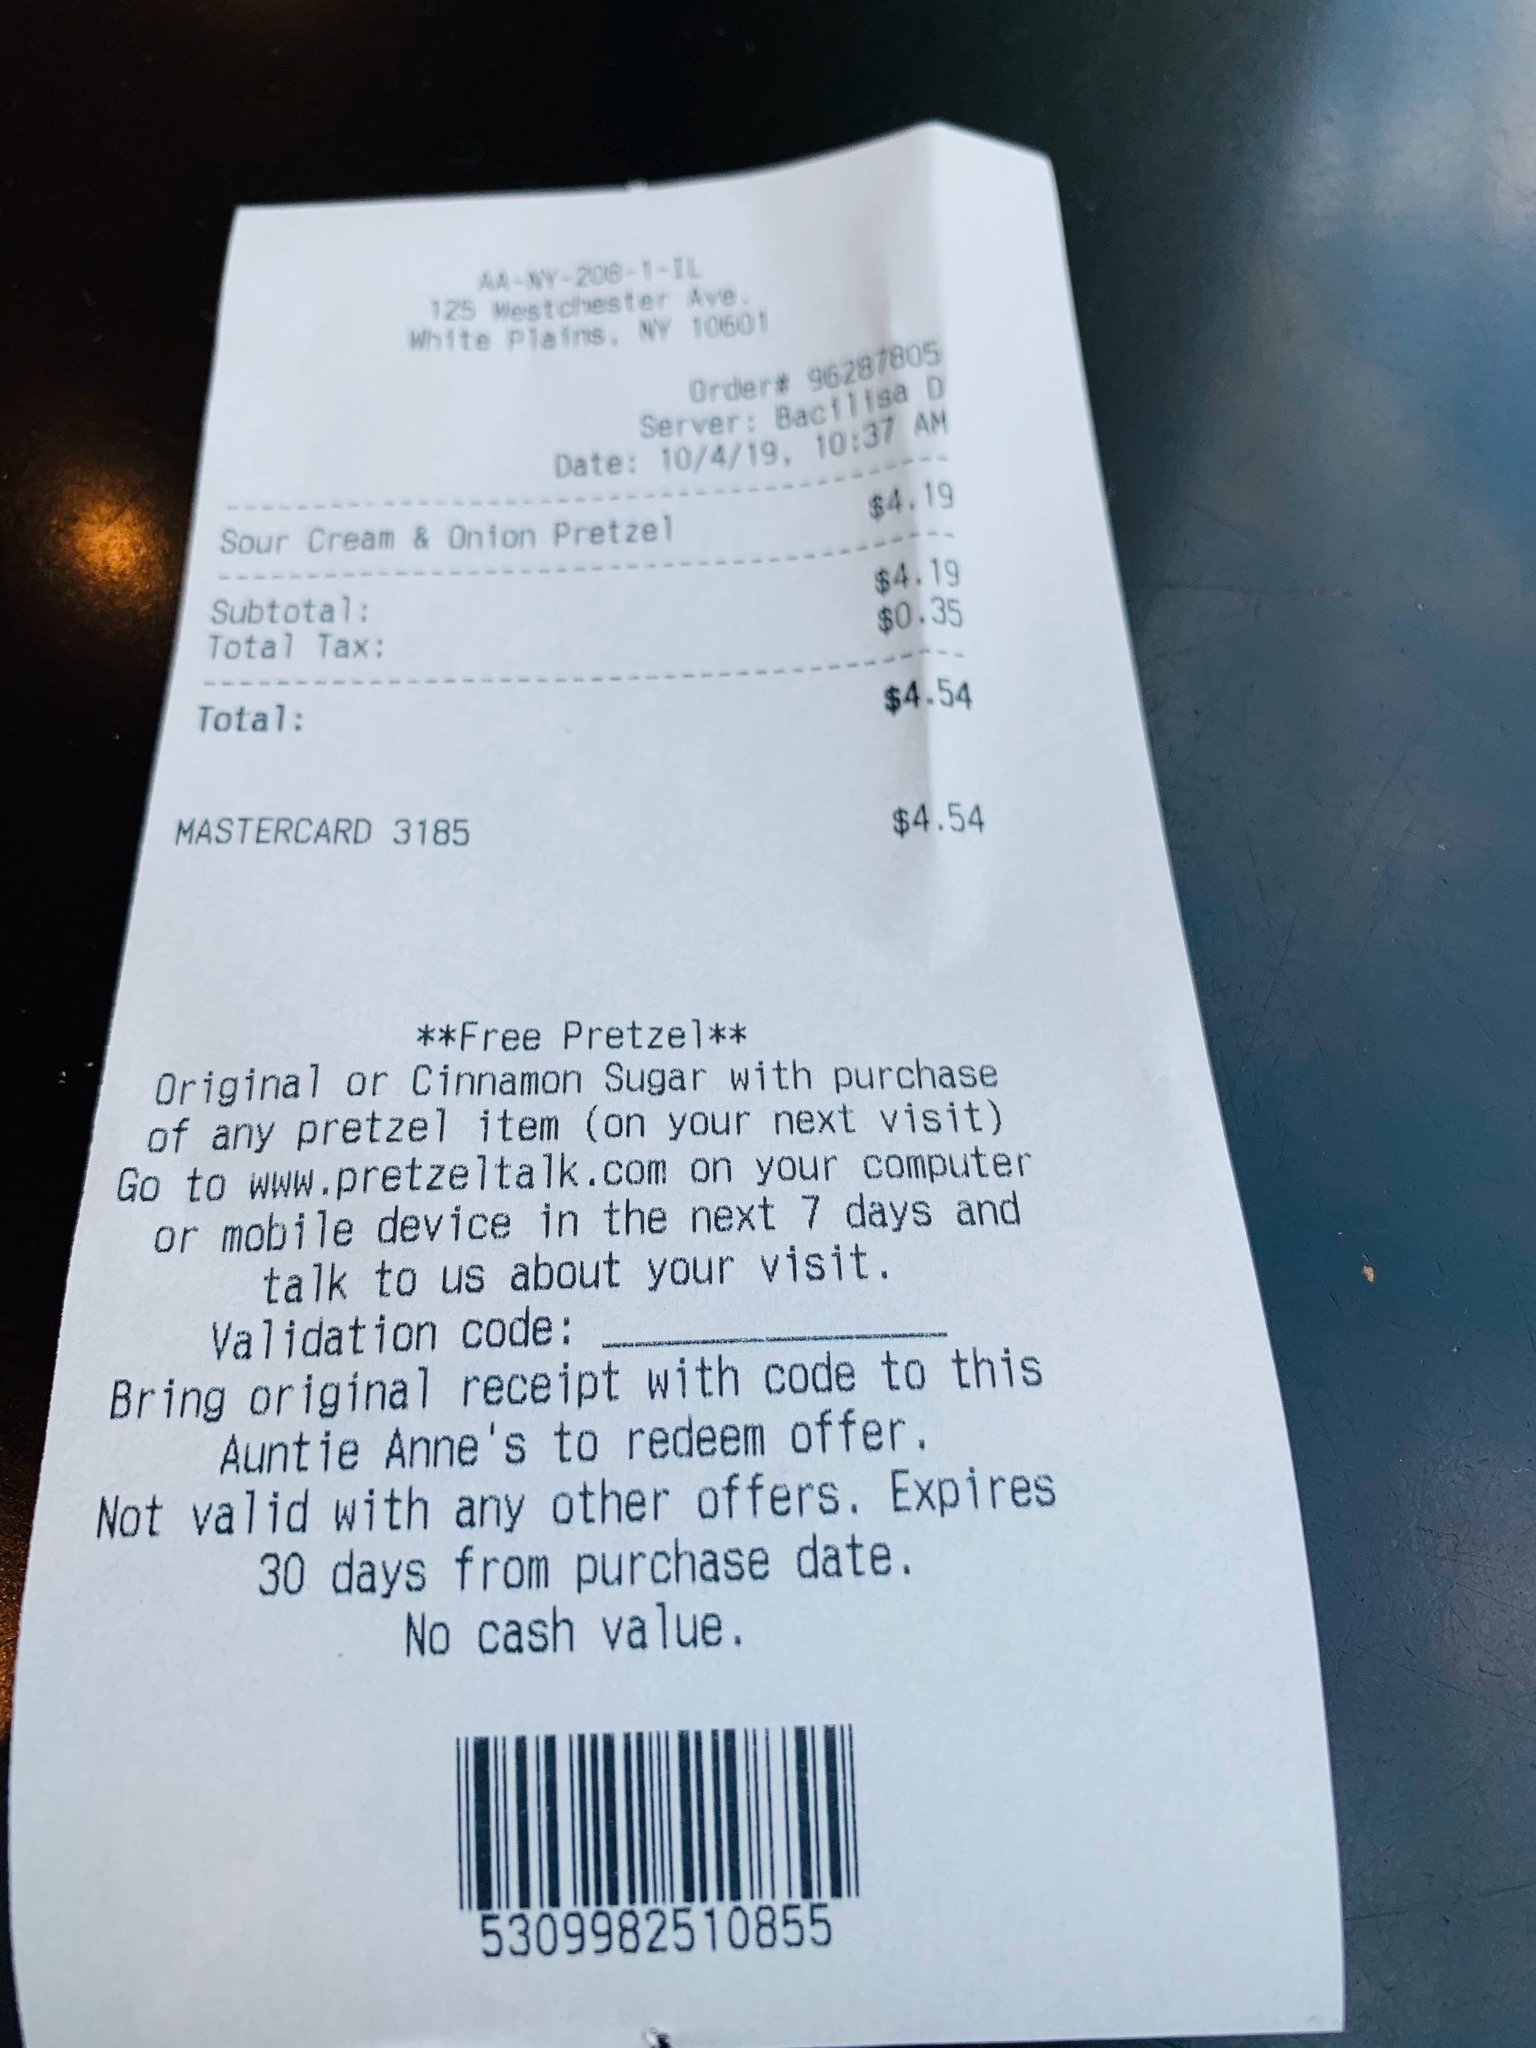 AA-NY-208-1-IL
125 Westchester Ave.
White Plains, NY 10601
Order# 96287805
Server: Bacilisa D
Date: 10/4/19, 10:37 AM
Sour Cream & Onion Pretzel $4.19
Subtotal: $4.19
Total Tax: $0.35
Total: $4.54
MASTERCARD 3185 $4.54
**Free Pretzel**
Original or Cinnamon Sugar with purchase
of any pretzel item (on your next visit)
Go to www.pretzeltalk.com on your computer
or mobile device in the next 7 days and
talk to us about your visit.
Validation code: _______________
Bring original receipt with code to this
Auntie Anne's to redeem offer.
Not valid with any other offers. Expires
30 days from purchase date.
No cash value.
5309982510855